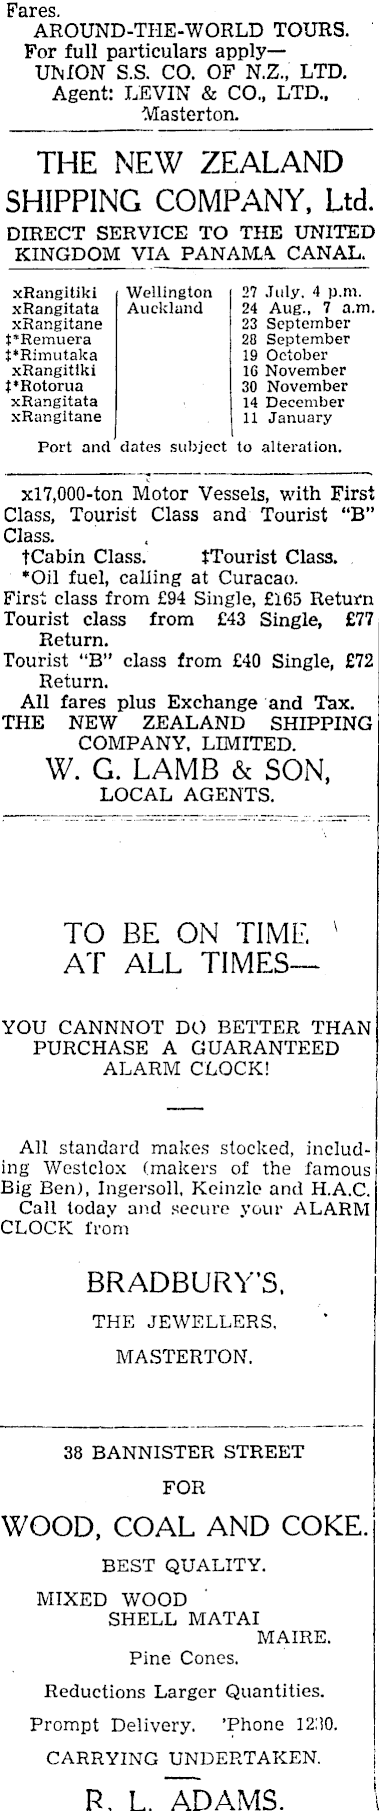 Fares.
AROUND-THE-WORLD TOURS.
For full particulars apply—
UNION S.S. CO. OF N.Z., LTD.
Agent: LEVIN & CO., LTD.,
Masterton.
THE NEW ZEALAND
SHIPPING COMPANY, Ltd.
DIRECT SERVICE TO THE UNITED
KINGDOM VIA PANAMA CANAL.
xRangitiki Wellington 27 July, 4 p.m.
xRangitata Auckland 24 Aug., 7 a.m.
xRangitane 23 September
‡*Remuera 28 September
‡*Rimutaka 19 October
xRangitiki 16 November
‡*Rotorua 30 November
xRangitata 14 December
xRangitane 11 January
Port and dates subject to alteration.
x17,000-ton Motor Vessels, with First
Class, Tourist Class and Tourist "B"
Class.
†Cabin Class. ‡Tourist Class.
*Oil fuel, calling at Curacao.
First class from £94 Single, £165 Return
Tourist class from £43 Single, £77
Return.
Tourist "B" class from £40 Single, £72
Return.
All fares plus Exchange and Tax.
THE NEW ZEALAND SHIPPING
COMPANY, LIMITED.
W. G. LAMB & SON,
LOCAL AGENTS.
TO BE ON TIME
AT ALL TIMES—
YOU CANNNOT DO BETTER THAN
PURCHASE A GUARANTEED
ALARM CLOCK!
All standard makes stocked, includ-
ing Westclox (makers of the famous
Big Ben), Ingersoll, Keinzle and H.A.C.
Call today and secure your ALARM
CLOCK from
BRADBURY'S,
THE JEWELLERS,
MASTERTON.
38 BANNISTER STREET
FOR
WOOD, COAL AND COKE.
BEST QUALITY.
MIXED WOOD
SHELL MATAI
MAIRE.
Pine Cones.
Reductions Larger Quantities.
Prompt Delivery. 'Phone 1230.
CARRYING UNDERTAKEN.
R. L. ADAMS.